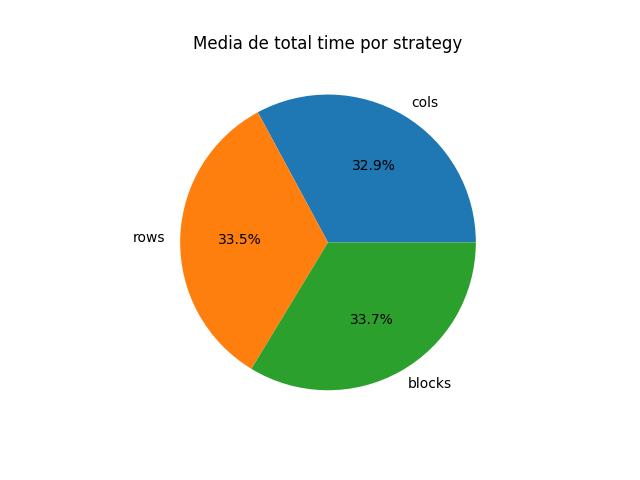 Media de total time por strategy
cols
32.9%
rows
33.5%
33.7%
blocks